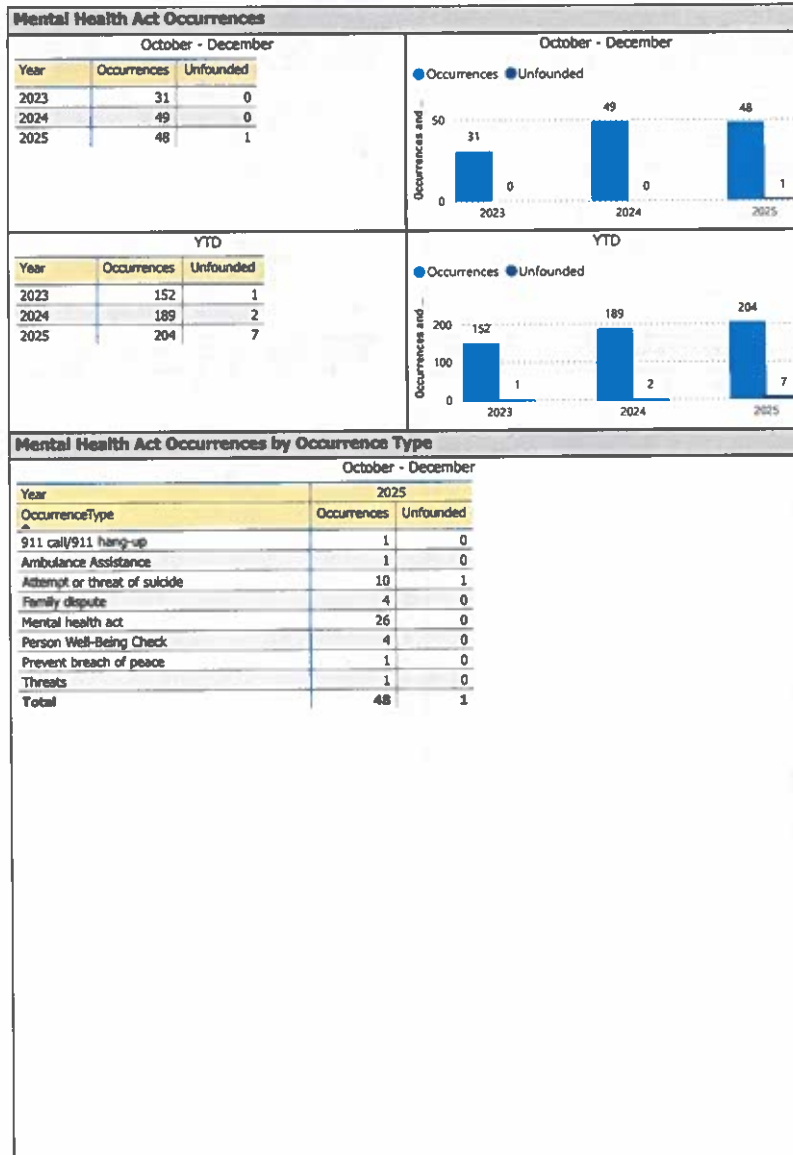 Mental Health Act Occurrences
October - December
Year Occurrences Unfounded
2023 31 0
2024 49 0
2025 48 1
October - December
Occurrences Unfounded
Occurrences and ...
50
0
31 0
49 0
48 1
2023 2024 2025
YTD
Year Occurrences Unfounded
2023 152 1
2024 189 2
2025 204 7
YTD
Occurrences Unfounded
Occurrences and ...
200
100
0
152 1
189 2
204 7
2023 2024 2025
Mental Health Act Occurrences by Occurrence Type
October - December
Year 2025
OccurrenceType Occurrences Unfounded
911 call/911 hang-up 1 0
Ambulance Assistance 1 0
Attempt or threat of suicide 10 1
Family dispute 4 0
Mental health act 26 0
Person Well-Being Check 4 0
Prevent breach of peace 1 0
Threats 1 0
Total 48 1